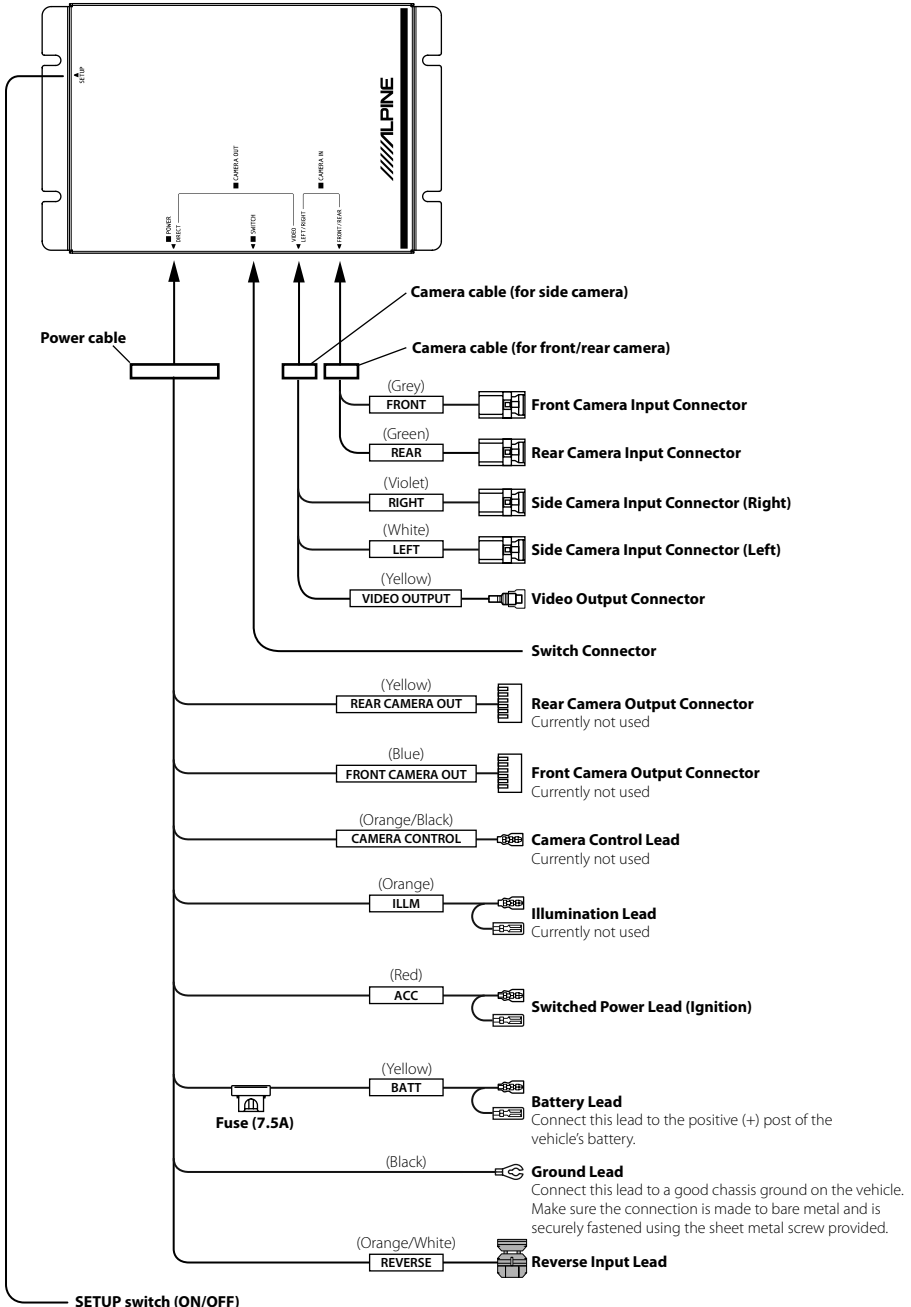 SETUP
ALPINE
CAMERA OUT
CAMERA IN
POWER
DIRECT
SWITCH
VIDEO
LEFT/RIGHT
FRONT/REAR
Camera cable (for side camera)
Power cable
Camera cable (for front/rear camera)
(Grey)
FRONT
Front Camera Input Connector
(Green)
REAR
Rear Camera Input Connector
(Violet)
RIGHT
Side Camera Input Connector (Right)
(White)
LEFT
Side Camera Input Connector (Left)
(Yellow)
VIDEO OUTPUT
Video Output Connector
Switch Connector
(Yellow)
REAR CAMERA OUT
Rear Camera Output Connector
Currently not used
(Blue)
FRONT CAMERA OUT
Front Camera Output Connector
Currently not used
(Orange/Black)
CAMERA CONTROL
Camera Control Lead
Currently not used
(Orange)
ILLM
Illumination Lead
Currently not used
(Red)
ACC
Switched Power Lead (Ignition)
(Yellow)
BATT
Fuse (7.5A)
Battery Lead
Connect this lead to the positive (+) post of the
vehicle's battery.
(Black)
Ground Lead
Connect this lead to a good chassis ground on the vehicle.
Make sure the connection is made to bare metal and is
securely fastened using the sheet metal screw provided.
(Orange/White)
REVERSE
Reverse Input Lead
SETUP switch (ON/OFF)